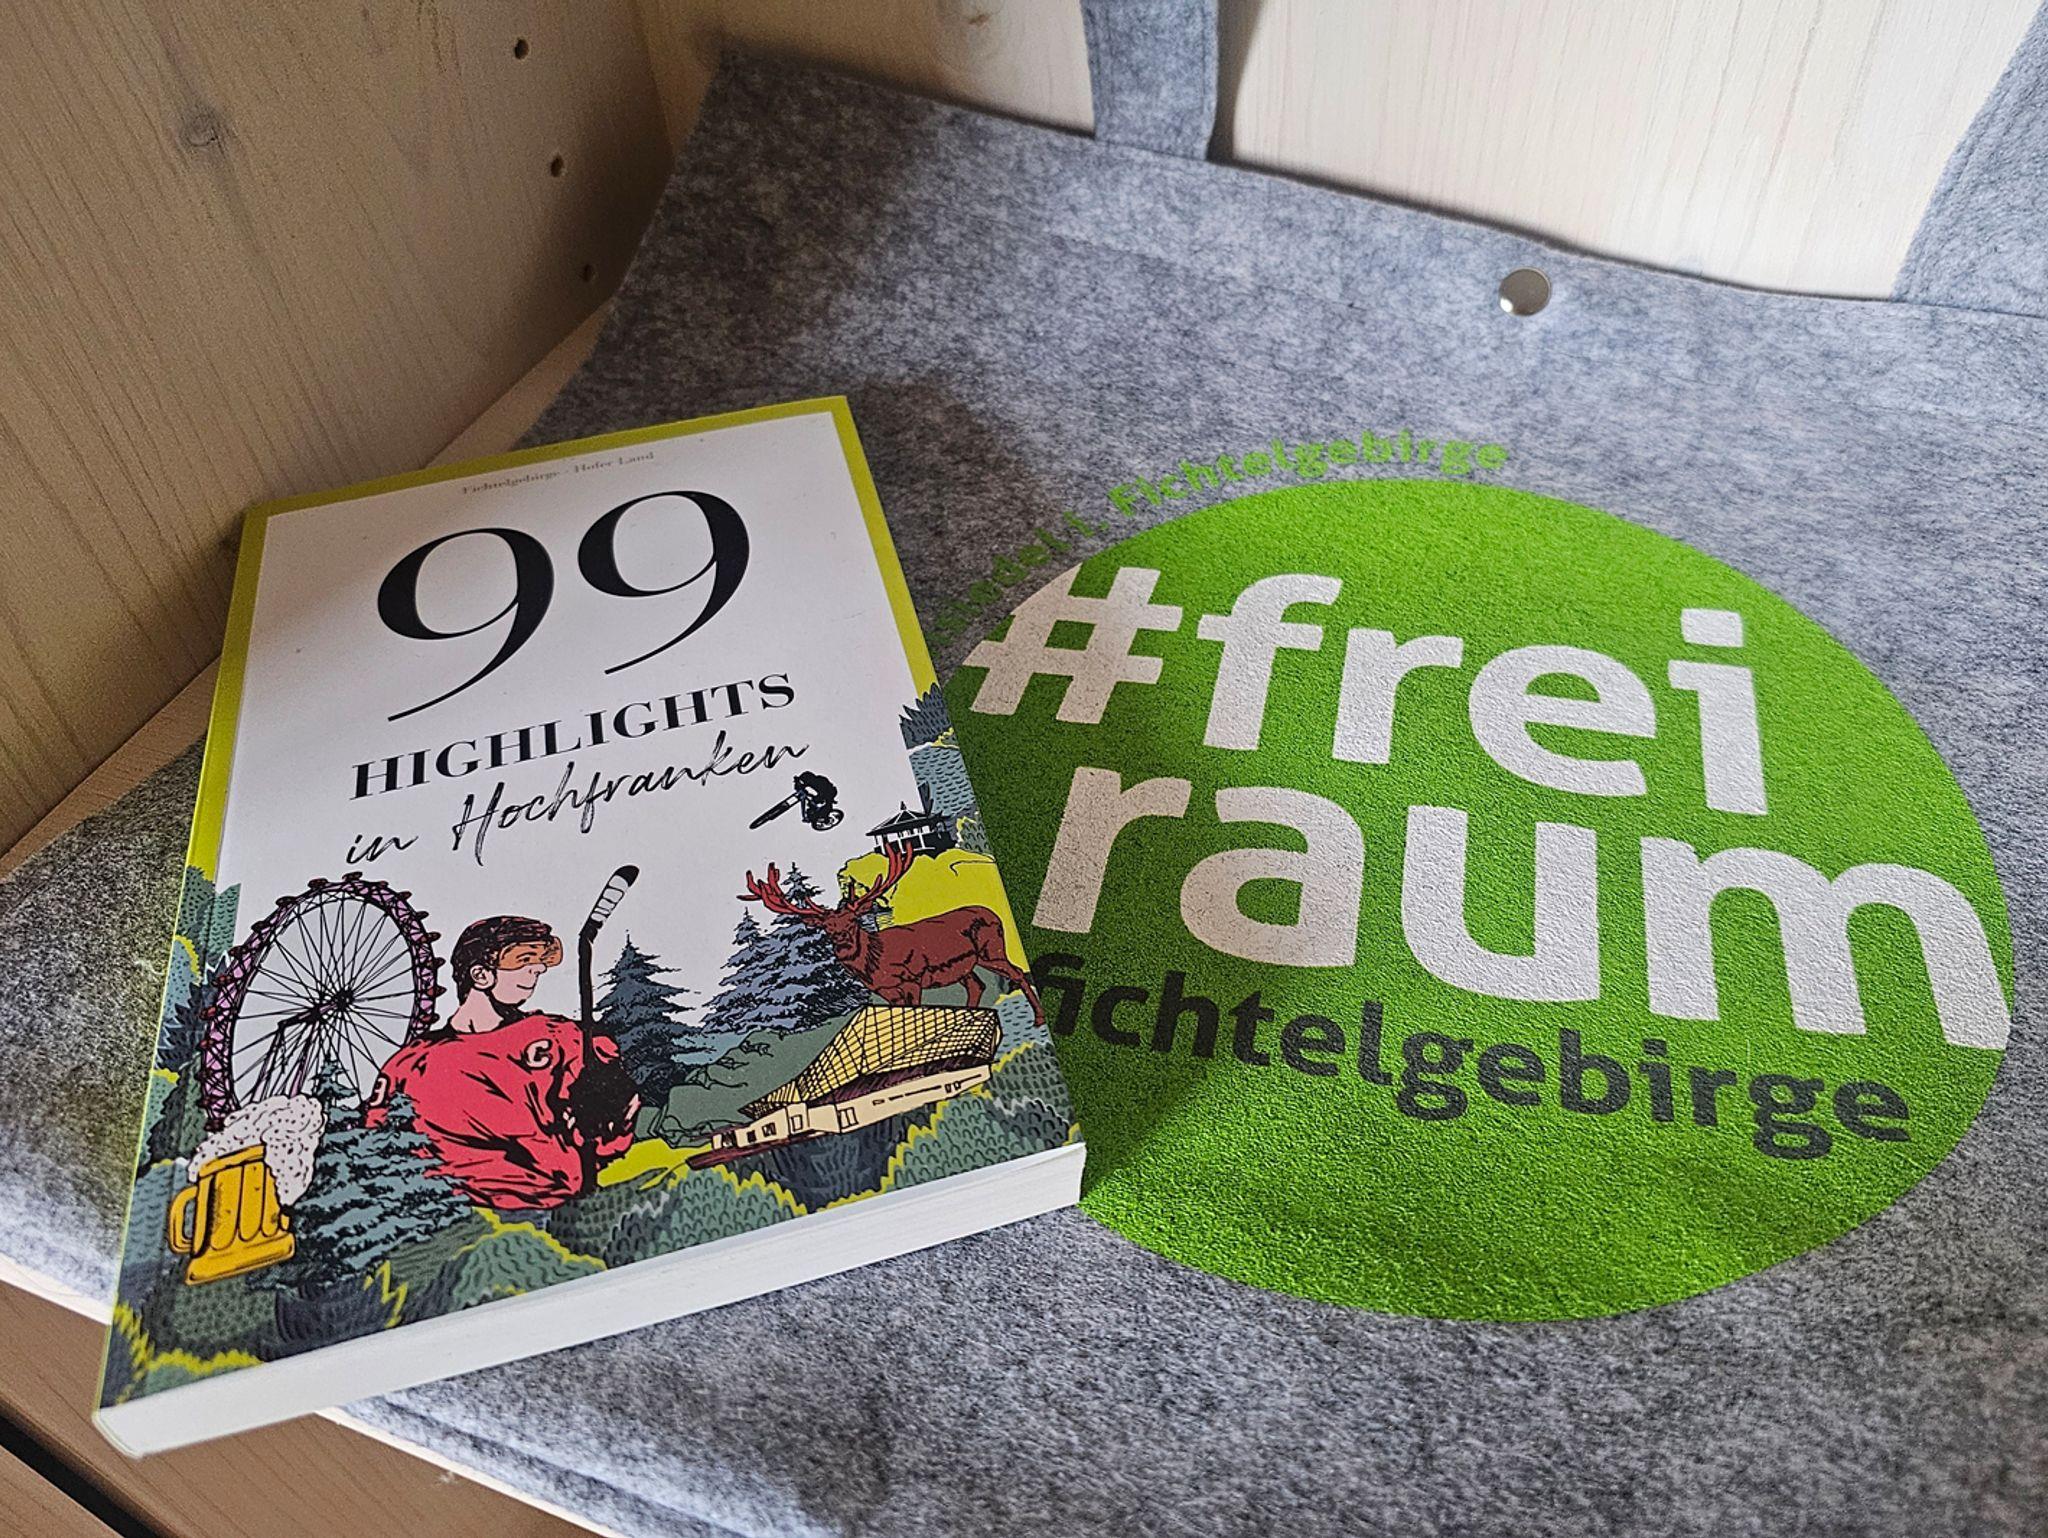 Fichtelgebirge - Hofer Land
99
HIGHLIGHTS
in Hochfranken
C
i. Fichtelgebirge
#frei
raum
fichtelgebirge